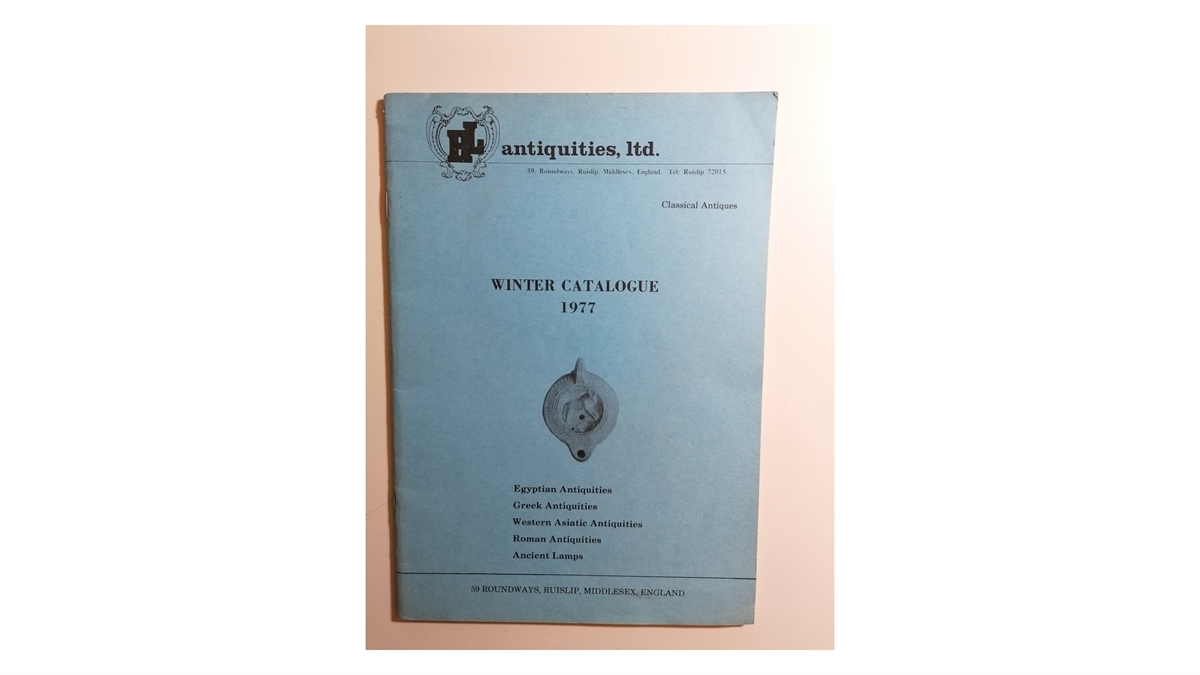 BL antiquities, ltd.
59, Roundways, Ruislip, Middlesex, England. Tel: Ruislip 72015.
Classical Antiques
WINTER CATALOGUE
1977
Egyptian Antiquities
Greek Antiquities
Western Asiatic Antiquities
Roman Antiquities
Ancient Lamps
59 ROUNDWAYS, RUISLIP, MIDDLESEX, ENGLAND